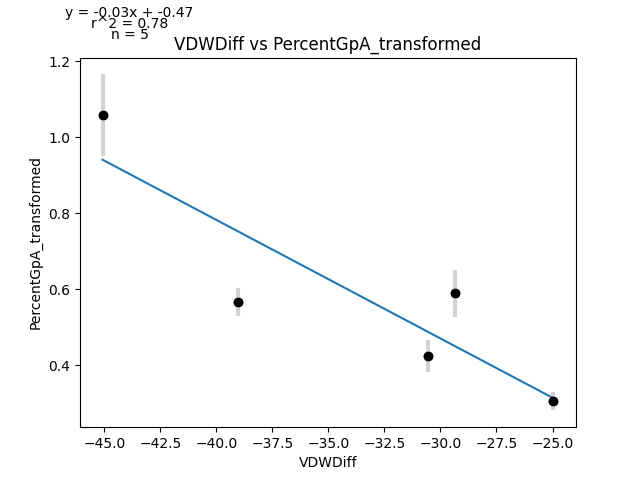 y = -0.03x + -0.47
r^2 = 0.78
n = 5
VDWDiff vs PercentGpA_transformed
1.2
1.0
0.8
0.6
0.4
PercentGpA_transformed
−45.0 −42.5 −40.0 −37.5 −35.0 −32.5 −30.0 −27.5 −25.0
VDWDiff